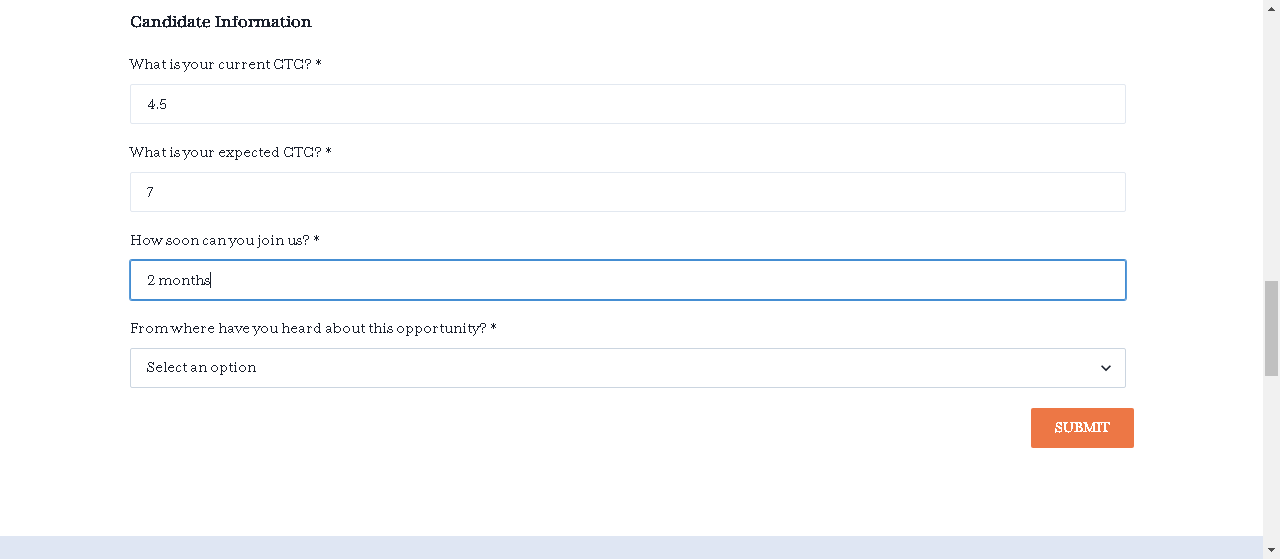 Candidate Information
What is your current CTC? *
4.5
What is your expected CTC? *
7
How soon can you join us? *
2 months
From where have you heard about this opportunity? *
Select an option
SUBMIT